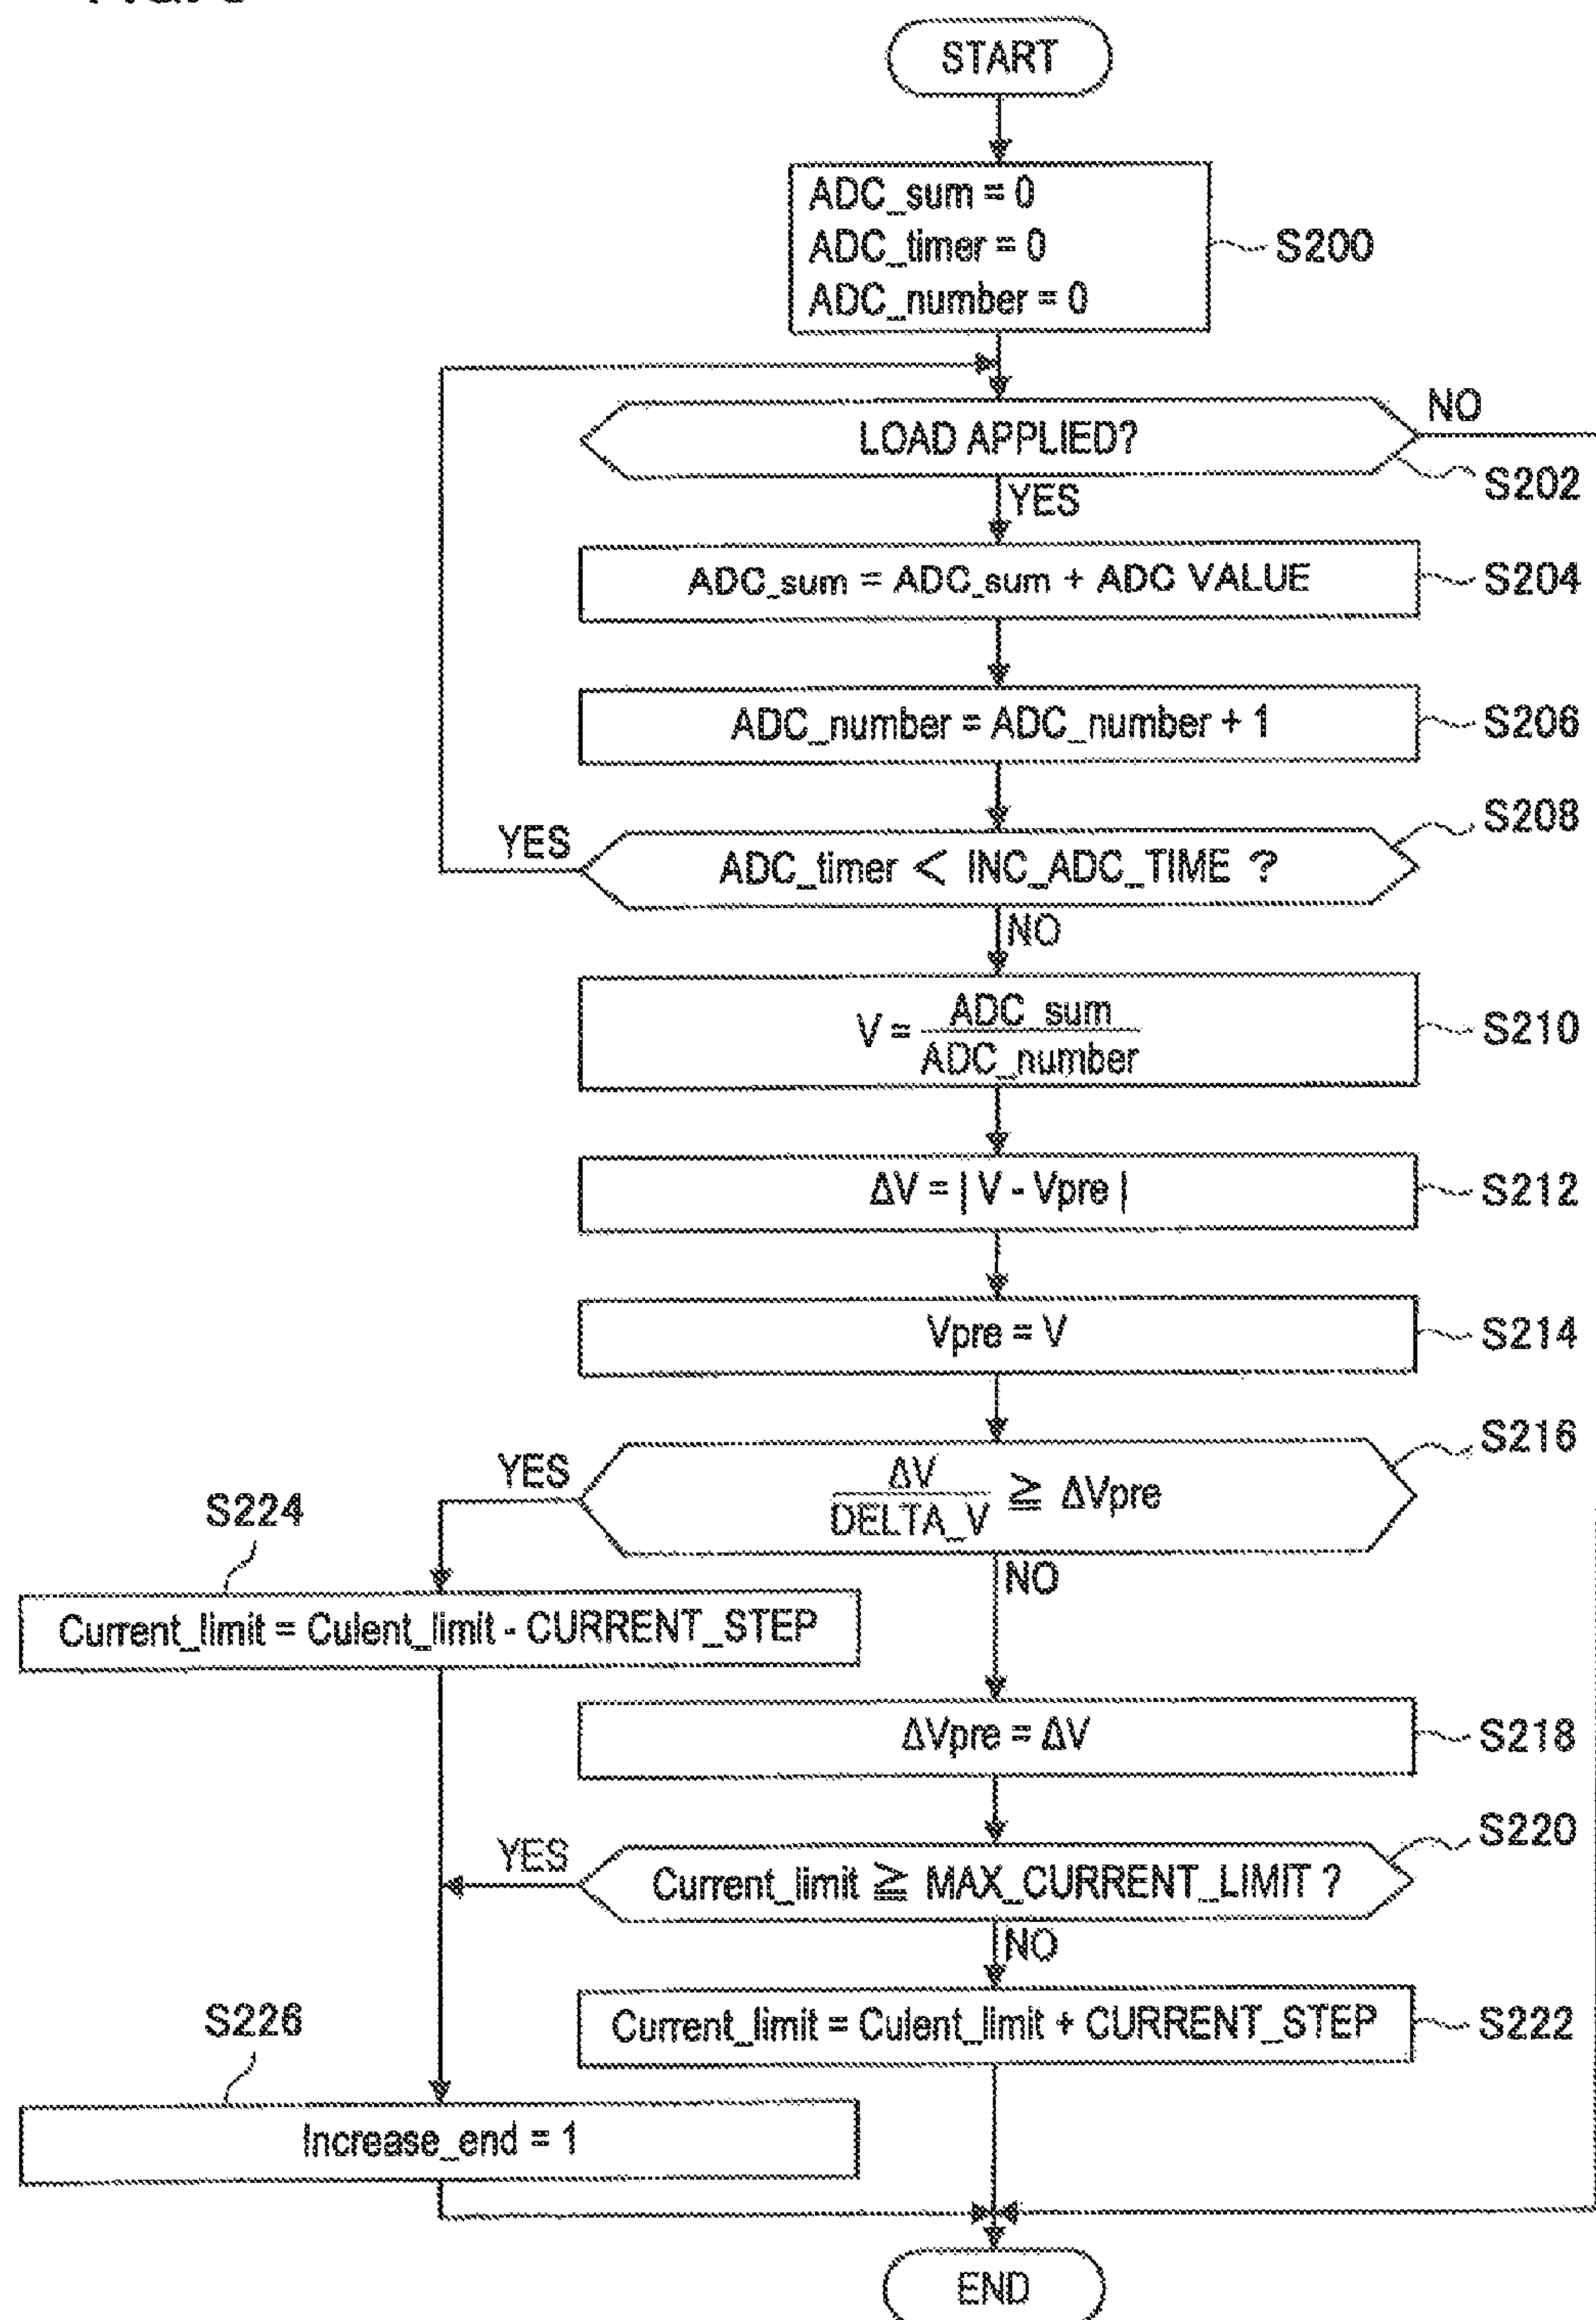 START
ADC_sum = 0
ADC_timer = 0
ADC_number = 0
S200
LOAD APPLIED?
NO
S202
YES
ADC_sum = ADC_sum + ADC VALUE
S204
ADC_number = ADC_number + 1
S206
YES
ADC_timer < INC_ADC_TIME ?
S208
NO
V = ADC_sum / ADC_number
S210
ΔV = | V - Vpre |
S212
Vpre = V
S214
YES
ΔV / DELTA_V ≧ ΔVpre
S216
S224
NO
Current_limit = Culent_limit - CURRENT_STEP
ΔVpre = ΔV
S218
YES
Current_limit ≧ MAX_CURRENT_LIMIT ?
S220
NO
Current_limit = Culent_limit + CURRENT_STEP
S222
S226
Increase_end = 1
END